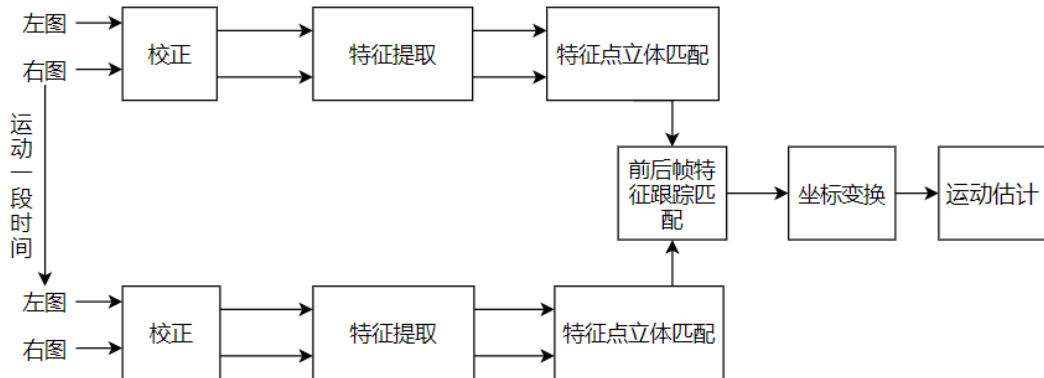 左图
右图
校正
特征提取
特征点立体匹配
运动一段时间
前后帧特
征跟踪匹
配
坐标变换
运动估计
左图
右图
校正
特征提取
特征点立体匹配